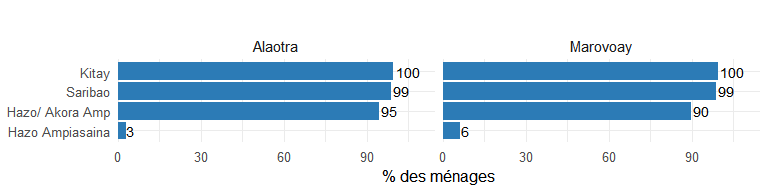 Alaotra Marovoay
Kitay 100 100
Saribao 99 99
Hazo/ Akora Amp 95 90
Hazo Ampiasaina 3 6
0 30 60 90 0 30 60 90
% des ménages